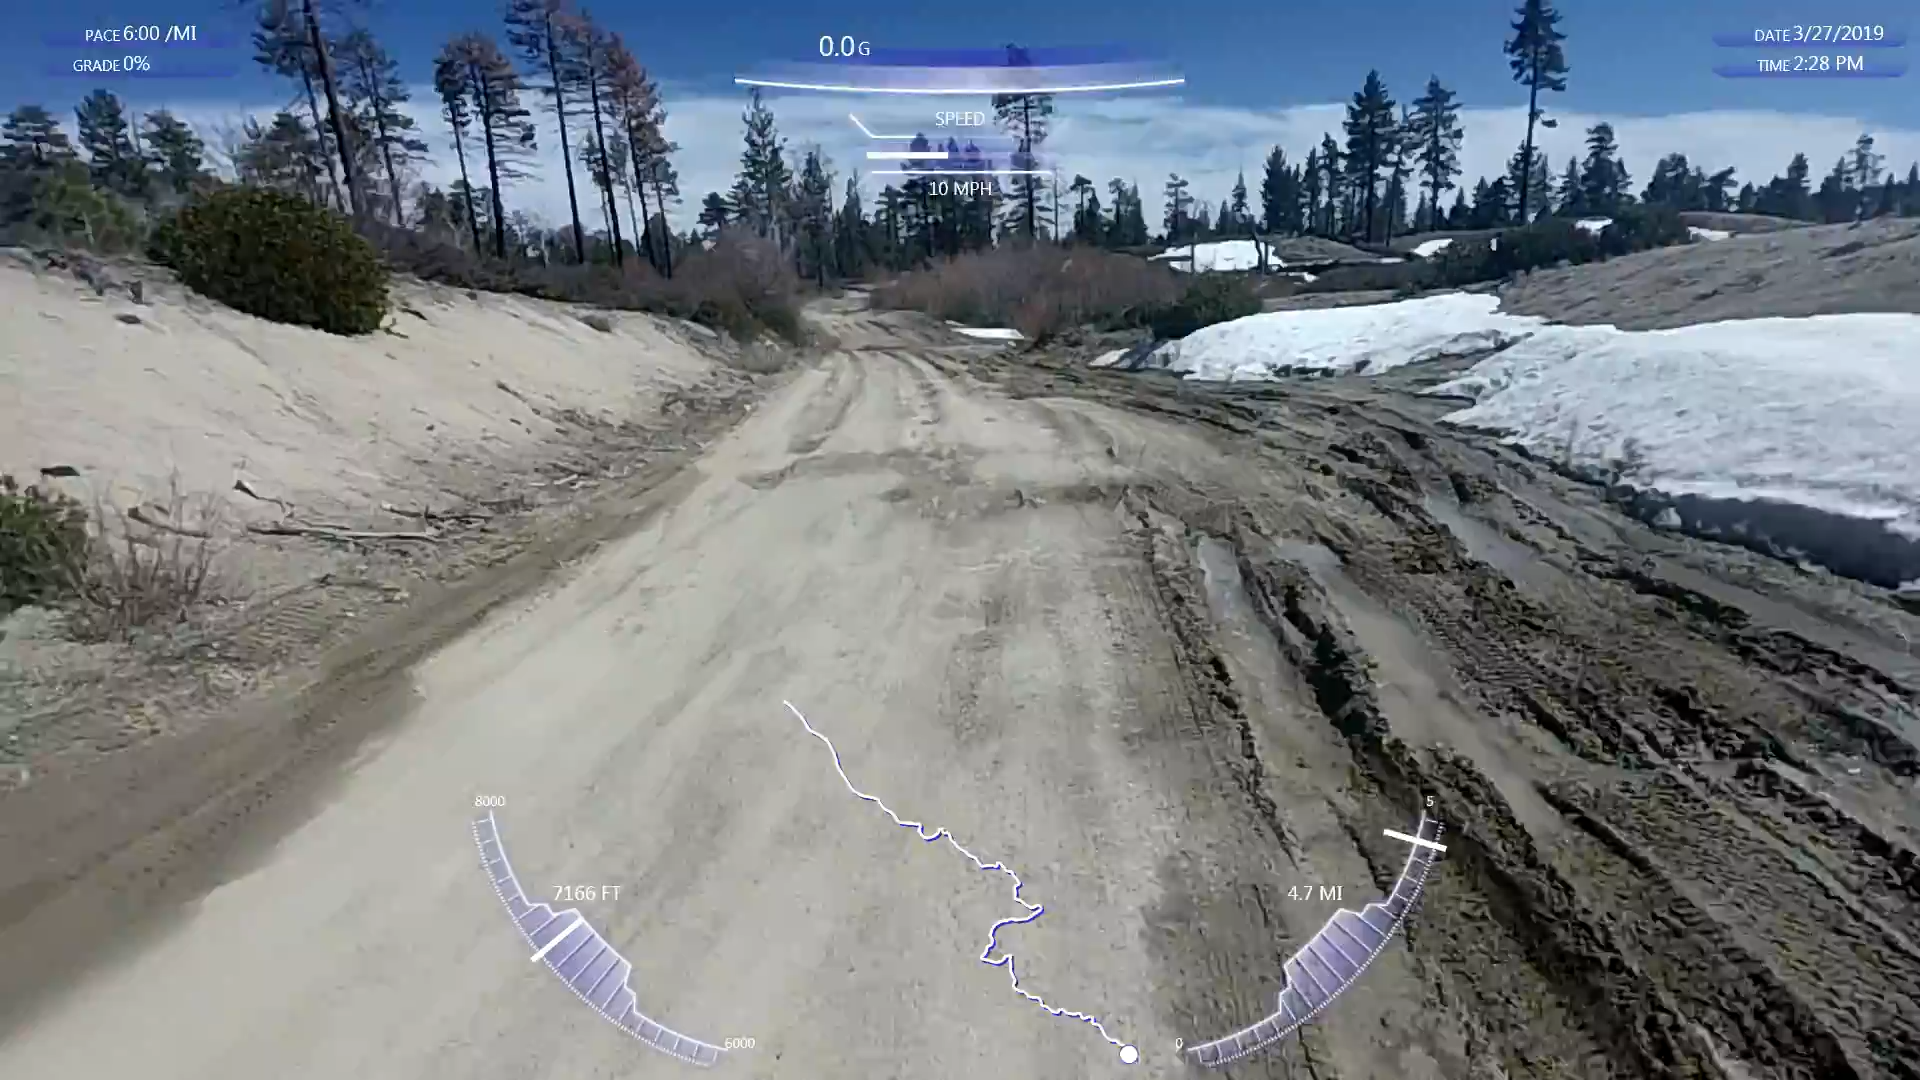 PACE 6:00 /MI
GRADE 0%
0.0 G
SPEED
10 MPH
DATE 3/27/2019
TIME 2:28 PM
8000
7166 FT
6000
5
4.7 MI
0